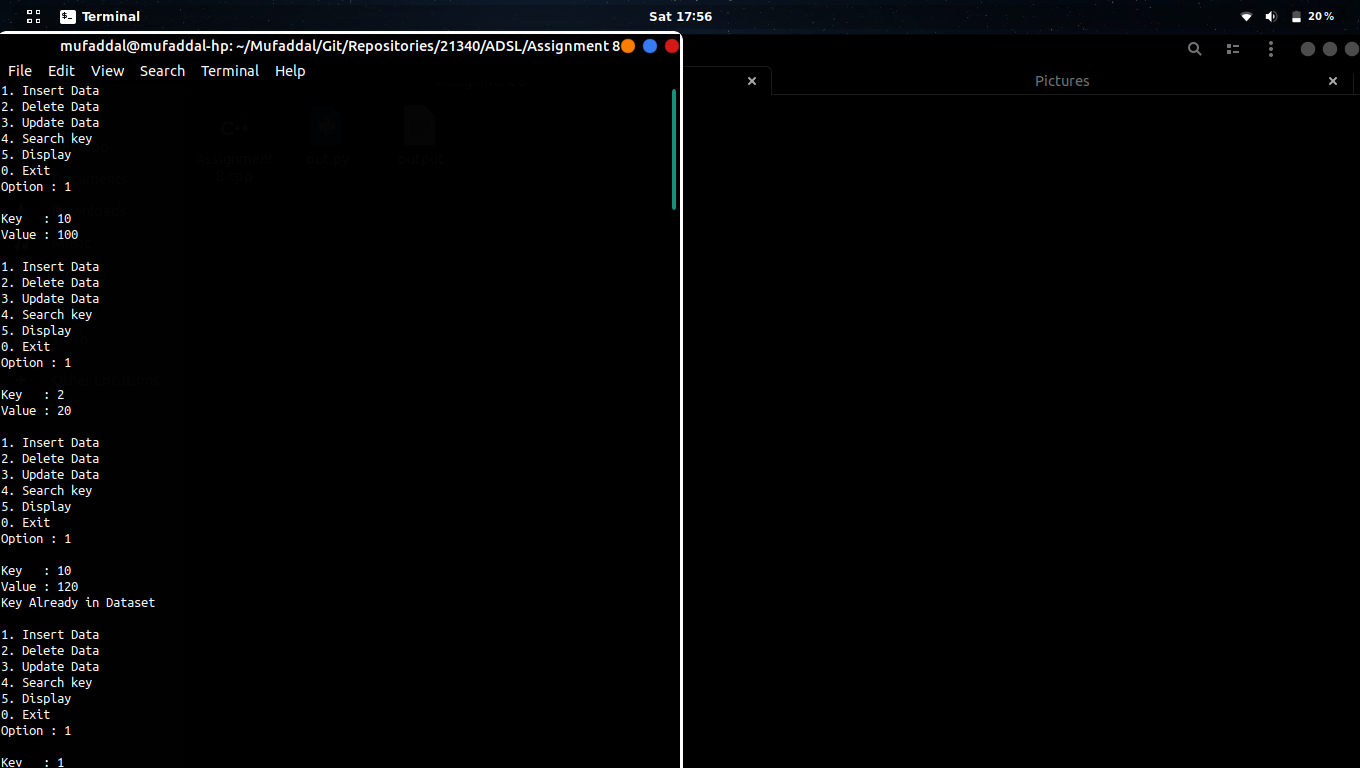 Terminal
Sat 17:56
20 %
mufaddal@mufaddal-hp: ~/Mufaddal/Git/Repositories/21340/ADSL/Assignment 8
File Edit View Search Terminal Help
Pictures
1. Insert Data
2. Delete Data
3. Update Data
4. Search key
5. Display
0. Exit
Option : 1
Key : 10
Value : 100
1. Insert Data
2. Delete Data
3. Update Data
4. Search key
5. Display
0. Exit
Option : 1
Key : 2
Value : 20
1. Insert Data
2. Delete Data
3. Update Data
4. Search key
5. Display
0. Exit
Option : 1
Key : 10
Value : 120
Key Already in Dataset
1. Insert Data
2. Delete Data
3. Update Data
4. Search key
5. Display
0. Exit
Option : 1
Key : 1